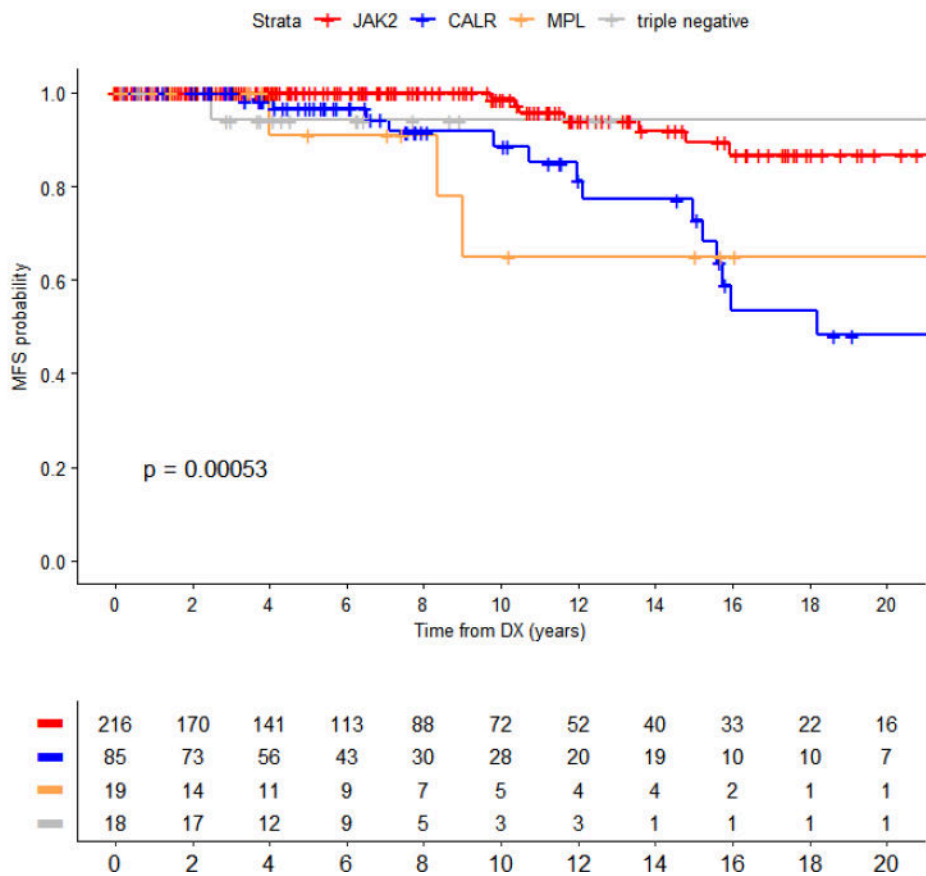 Strata JAK2 CALR MPL triple negative
1.0
0.8
0.6
0.4
0.2
0.0
MFS probability
p = 0.00053
0 2 4 6 8 10 12 14 16 18 20
Time from DX (years)
216 170 141 113 88 72 52 40 33 22 16
85 73 56 43 30 28 20 19 10 10 7
19 14 11 9 7 5 4 4 2 1 1
18 17 12 9 5 3 3 1 1 1 1
0 2 4 6 8 10 12 14 16 18 20